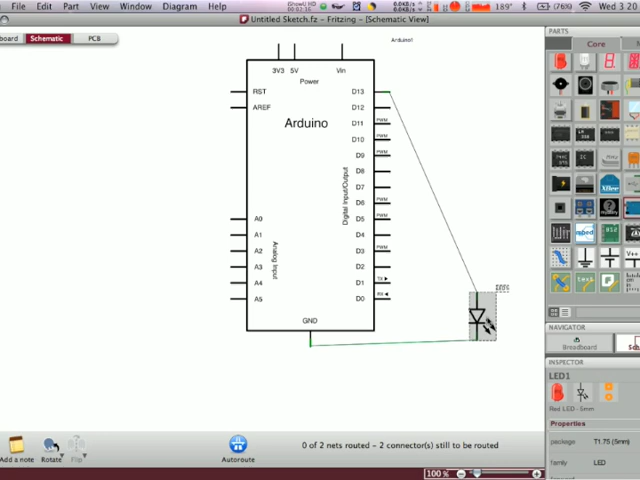 File Edit Part View Window Diagram Help
(76%) Wed 3 20
189°
Untitled Sketch.fz - Fritzing - [Schematic View]
Schematic
PCB
PARTS
Core
Arduino1
3V3 5V Vin
Power
RST
AREF
Arduino
D13
D12
D11 PWM
D10 PWM
D9 PWM
D8
D7
D6 PWM
D5 PWM
D4
D3 PWM
D2
D1 TX
D0 RX
Digital Input/Output
A0
A1
A2
A3
A4
A5
Analog Input
GND
NAVIGATOR
Breadboard
INSPECTOR
LED1
Red LED - 5mm
Properties
package T1.75 (5mm)
family LED
Add a note
Rotate
Flip
Autoroute
0 of 2 nets routed - 2 connector(s) still to be routed
100 %